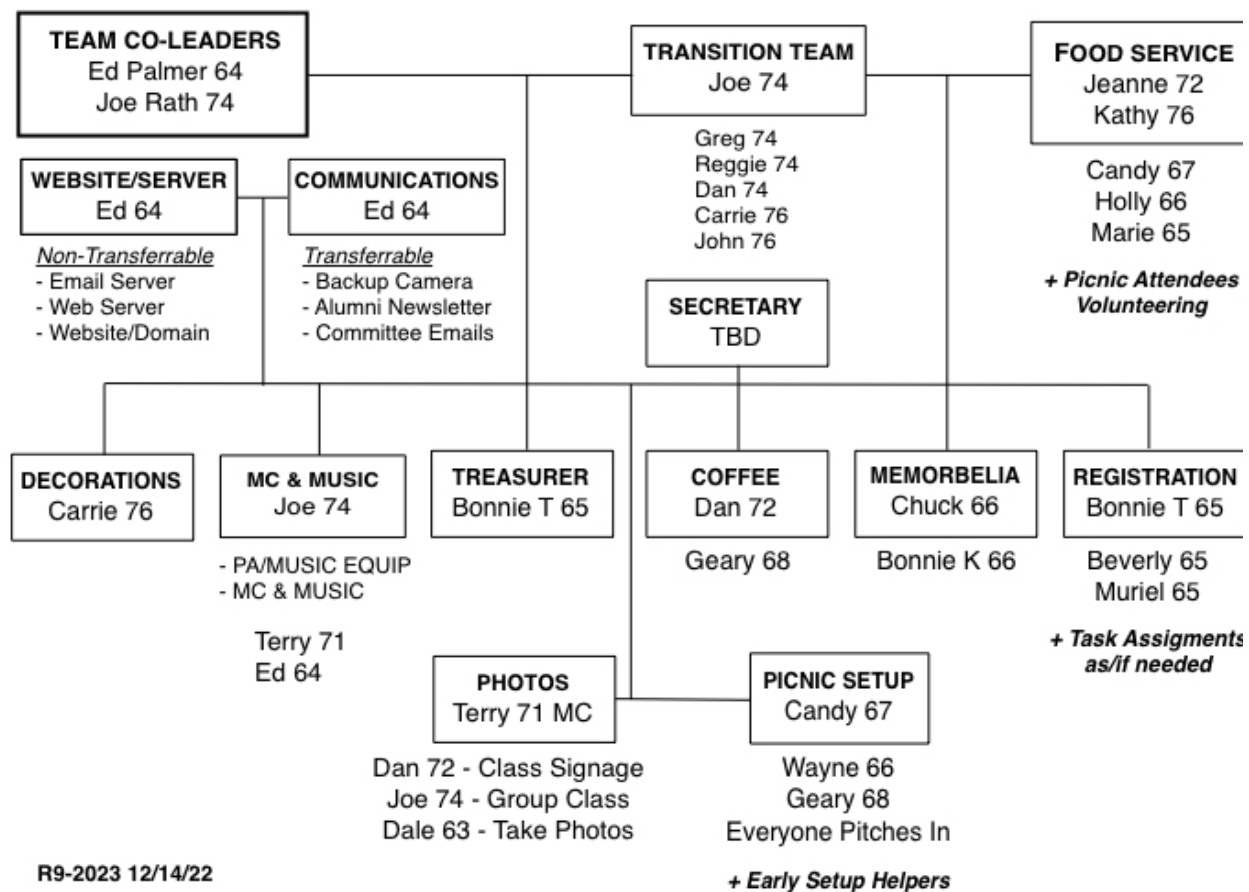 TEAM CO-LEADERS
Ed Palmer 64
Joe Rath 74
TRANSITION TEAM
Joe 74
Greg 74
Reggie 74
Dan 74
Carrie 76
John 76
FOOD SERVICE
Jeanne 72
Kathy 76
Candy 67
Holly 66
Marie 65
+ Picnic Attendees
Volunteering
WEBSITE/SERVER
Ed 64
Non-Transferrable
- Email Server
- Web Server
- Website/Domain
COMMUNICATIONS
Ed 64
Transferrable
- Backup Camera
- Alumni Newsletter
- Committee Emails
SECRETARY
TBD
DECORATIONS
Carrie 76
MC & MUSIC
Joe 74
- PA/MUSIC EQUIP
- MC & MUSIC
Terry 71
Ed 64
TREASURER
Bonnie T 65
COFFEE
Dan 72
Geary 68
MEMORBELIA
Chuck 66
Bonnie K 66
REGISTRATION
Bonnie T 65
Beverly 65
Muriel 65
+ Task Assigments
as/if needed
PHOTOS
Terry 71 MC
Dan 72 - Class Signage
Joe 74 - Group Class
Dale 63 - Take Photos
PICNIC SETUP
Candy 67
Wayne 66
Geary 68
Everyone Pitches In
+ Early Setup Helpers
R9-2023 12/14/22